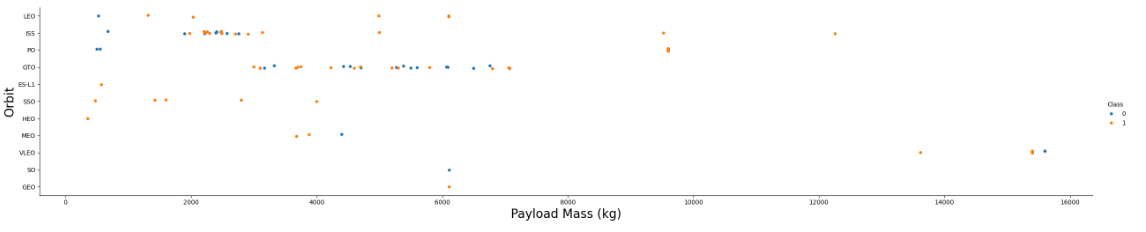 Orbit
LEO
ISS
PO
GTO
ES-L1
SSO
HEO
MEO
VLEO
SO
GEO
0 2000 4000 6000 8000 10000 12000 14000 16000
Payload Mass (kg)
Class
0
1